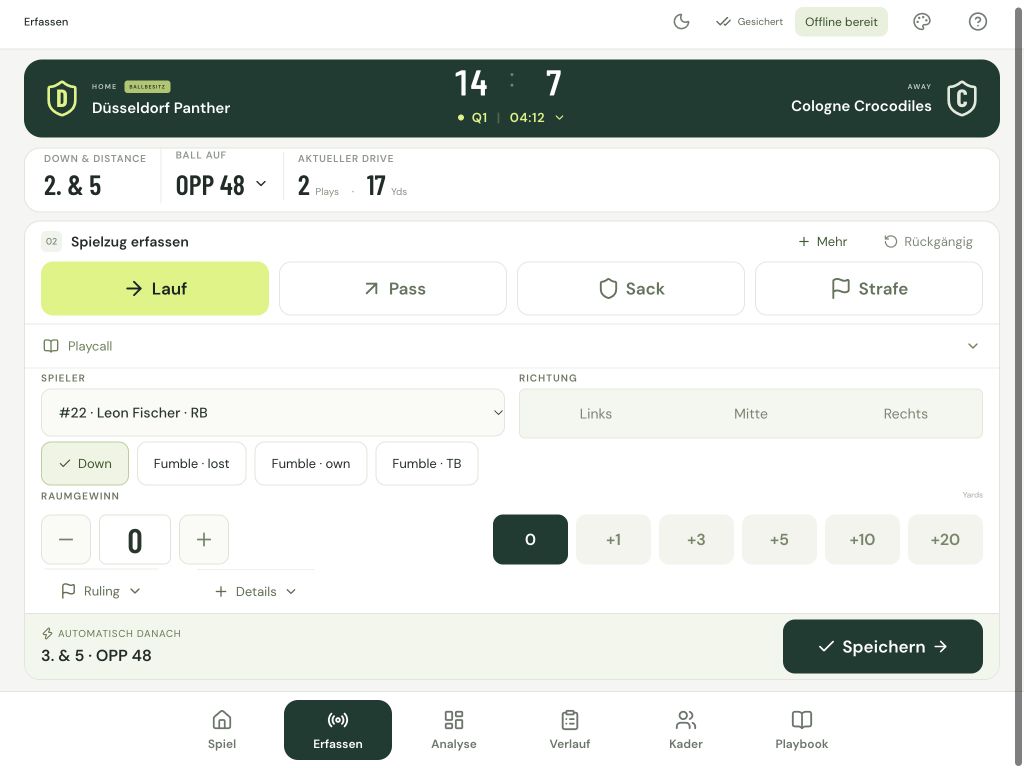 Erfassen
Gesichert
Offline bereit
D
HOME
BALLBESITZ
Düsseldorf Panther
14 : 7
Q1 | 04:12
AWAY
Cologne Crocodiles
C
DOWN & DISTANCE
2. & 5
BALL AUF
OPP 48
AKTUELLER DRIVE
2 Plays · 17 Yds
02 Spielzug erfassen
Mehr
Rückgängig
Lauf
Pass
Sack
Strafe
Playcall
SPIELER
#22 · Leon Fischer · RB
RICHTUNG
Links
Mitte
Rechts
Down
Fumble · lost
Fumble · own
Fumble · TB
RAUMGEWINN
Yards
− 0 +
0
+1
+3
+5
+10
+20
Ruling
Details
AUTOMATISCH DANACH
3. & 5 · OPP 48
Speichern
Spiel
Erfassen
Analyse
Verlauf
Kader
Playbook